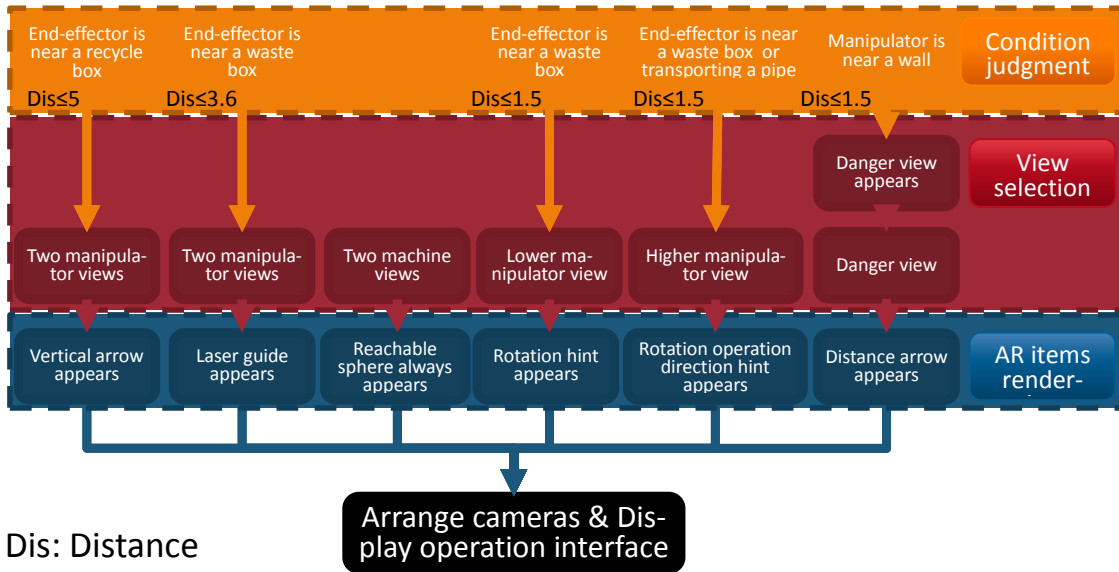 End-effector is
near a recycle
box
Dis≤5
End-effector is
near a waste
box
Dis≤3.6
End-effector is
near a waste
box
Dis≤1.5
End-effector is near
a waste box or
transporting a pipe
Dis≤1.5
Manipulator is
near a wall
Dis≤1.5
Condition
judgment
Danger view
appears
View
selection
Two manipula-
tor views
Two manipula-
tor views
Two machine
views
Lower ma-
nipulator view
Higher manipula-
tor view
Danger view
Vertical arrow
appears
Laser guide
appears
Reachable
sphere always
appears
Rotation hint
appears
Rotation operation
direction hint
appears
Distance arrow
appears
AR items
render-
Arrange cameras & Dis-
play operation interface
Dis: Distance